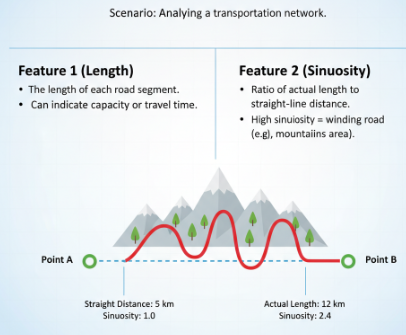 Scenario: Analying a transportation network.
Feature 1 (Length)
• The length of each road segment.
• Can indicate capacity or travel time.
Feature 2 (Sinuosity)
• Ratio of actual length to
straight-line distance.
• High sinuiosity = winding road
(e.g), mountaiins area).
Point A
Point B
Straight Distance: 5 km
Sinuosity: 1.0
Actual Length: 12 km
Sinuosity: 2.4